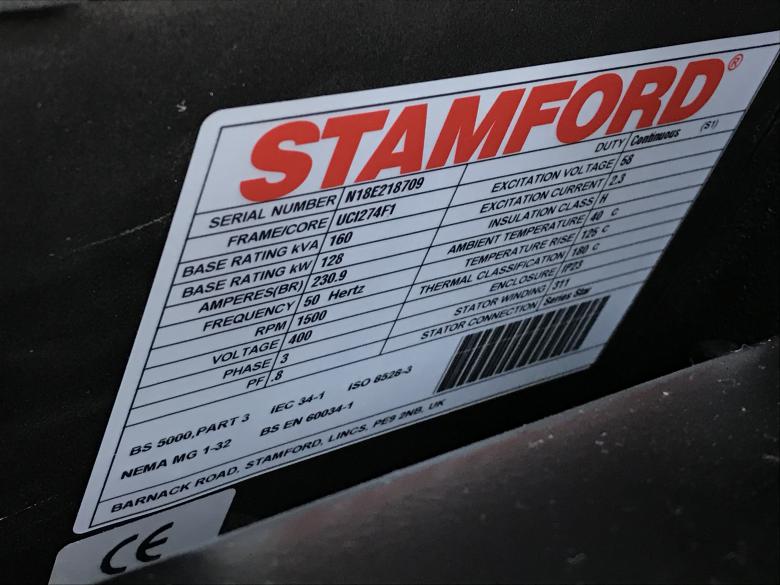 STAMFORD®
SERIAL NUMBER N18E218709
FRAME/CORE UCI274F1
BASE RATING kVA 160
BASE RATING kW 128
AMPERES(BR) 230.9
FREQUENCY 50 Hertz
RPM 1500
VOLTAGE 400
PHASE 3
PF .8
DUTY Continuous (S1)
EXCITATION VOLTAGE 58
EXCITATION CURRENT 2.3
INSULATION CLASS H
AMBIENT TEMPERATURE 40 C
TEMPERATURE RISE 125 C
THERMAL CLASSIFICATION 180 C
ENCLOSURE IP23
STATOR WINDING 311
STATOR CONNECTION Series Star
BS 5000,PART 3 IEC 34-1 ISO 8528-3
NEMA MG 1-32 BS EN 60034-1
BARNACK ROAD, STAMFORD, LINCS, PE9 2NB, UK
CE